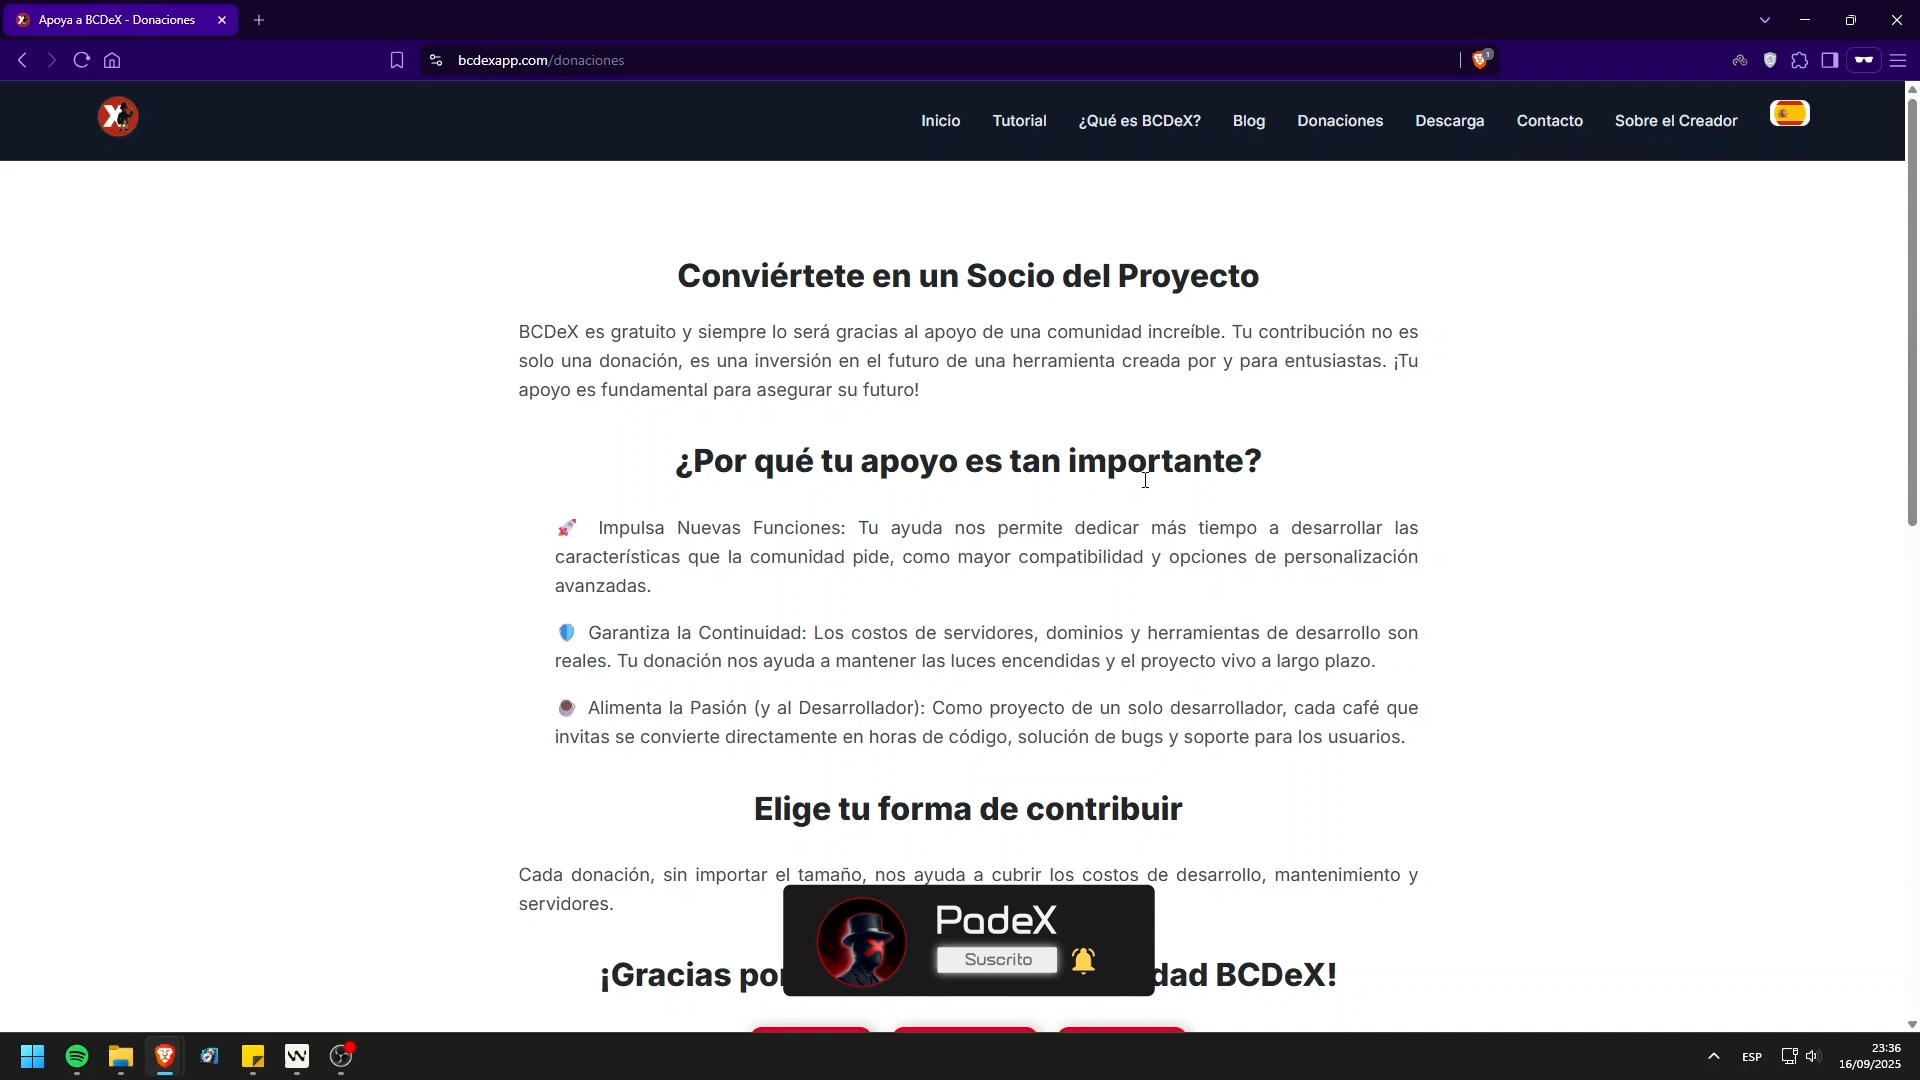 Apoya a BCDeX - Donaciones
bcdexapp.com/donaciones
1
X
Inicio
Tutorial
¿Qué es BCDeX?
Blog
Donaciones
Descarga
Contacto
Sobre el Creador
Conviértete en un Socio del Proyecto
BCDeX es gratuito y siempre lo será gracias al apoyo de una comunidad increíble. Tu contribución no es
solo una donación, es una inversión en el futuro de una herramienta creada por y para entusiastas. ¡Tu
apoyo es fundamental para asegurar su futuro!
¿Por qué tu apoyo es tan importante?
🚀 Impulsa Nuevas Funciones: Tu ayuda nos permite dedicar más tiempo a desarrollar las
características que la comunidad pide, como mayor compatibilidad y opciones de personalización
avanzadas.
🛡️ Garantiza la Continuidad: Los costos de servidores, dominios y herramientas de desarrollo son
reales. Tu donación nos ayuda a mantener las luces encendidas y el proyecto vivo a largo plazo.
Alimenta la Pasión (y al Desarrollador): Como proyecto de un solo desarrollador, cada café que
invitas se convierte directamente en horas de código, solución de bugs y soporte para los usuarios.
Elige tu forma de contribuir
Cada donación, sin importar el tamaño, nos ayuda a cubrir los costos de desarrollo, mantenimiento y
servidores.
¡Gracias por
dad BCDeX!
PadeX
Suscrito
ESP
23:36
16/09/2025